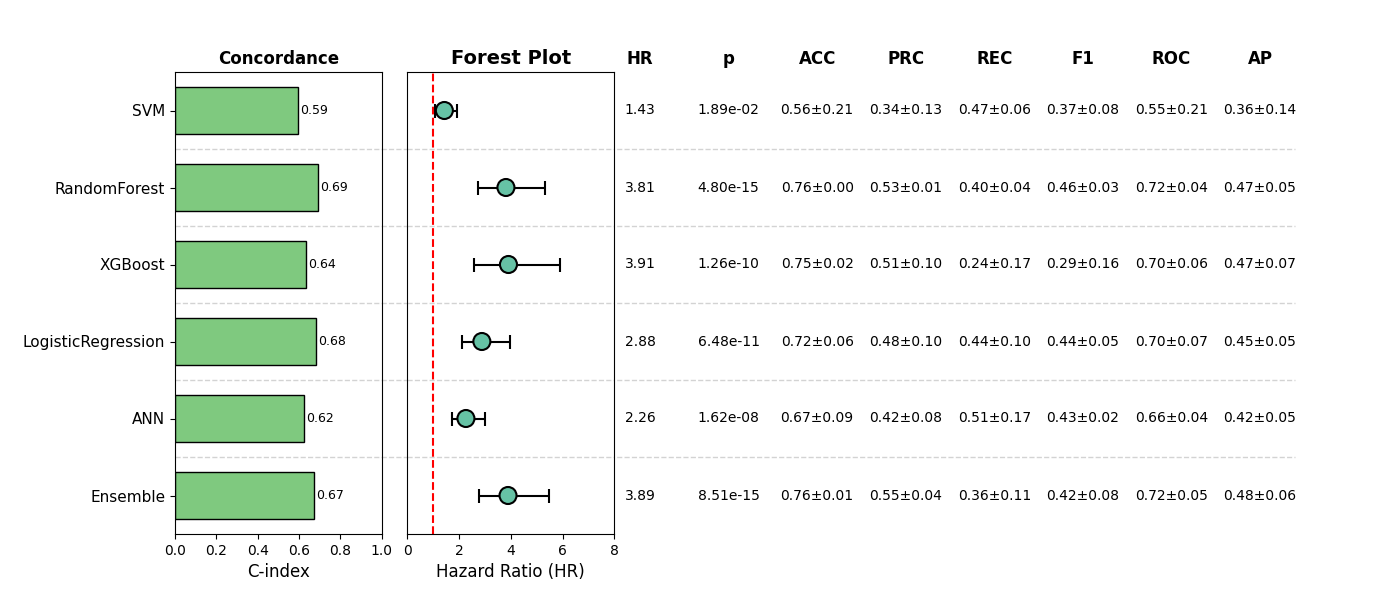 Concordance Forest Plot HR p ACC PRC REC F1 ROC AP
SVM 0.59 1.43 1.89e-02 0.56±0.21 0.34±0.13 0.47±0.06 0.37±0.08 0.55±0.21 0.36±0.14
RandomForest 0.69 3.81 4.80e-15 0.76±0.00 0.53±0.01 0.40±0.04 0.46±0.03 0.72±0.04 0.47±0.05
XGBoost 0.64 3.91 1.26e-10 0.75±0.02 0.51±0.10 0.24±0.17 0.29±0.16 0.70±0.06 0.47±0.07
LogisticRegression 0.68 2.88 6.48e-11 0.72±0.06 0.48±0.10 0.44±0.10 0.44±0.05 0.70±0.07 0.45±0.05
ANN 0.62 2.26 1.62e-08 0.67±0.09 0.42±0.08 0.51±0.17 0.43±0.02 0.66±0.04 0.42±0.05
Ensemble 0.67 3.89 8.51e-15 0.76±0.01 0.55±0.04 0.36±0.11 0.42±0.08 0.72±0.05 0.48±0.06
0.0 0.2 0.4 0.6 0.8 1.0 0 2 4 6 8
C-index Hazard Ratio (HR)